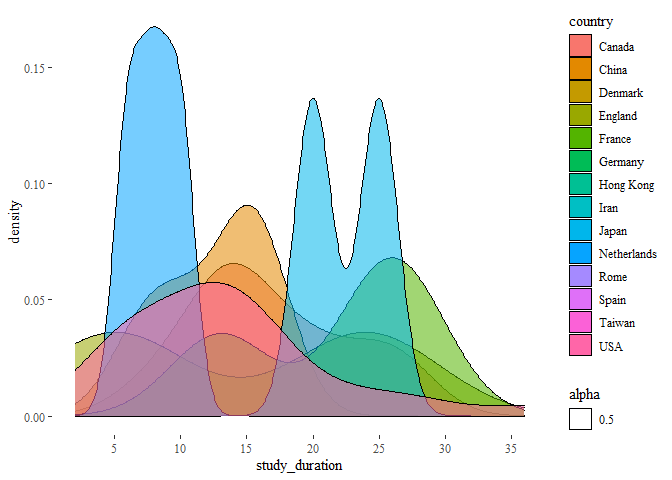 country
Canada
China
Denmark
England
France
Germany
Hong Kong
Iran
Japan
Netherlands
Rome
Spain
Taiwan
USA
alpha
0.5
density
0.15
0.10
0.05
0.00
5 10 15 20 25 30 35
study_duration